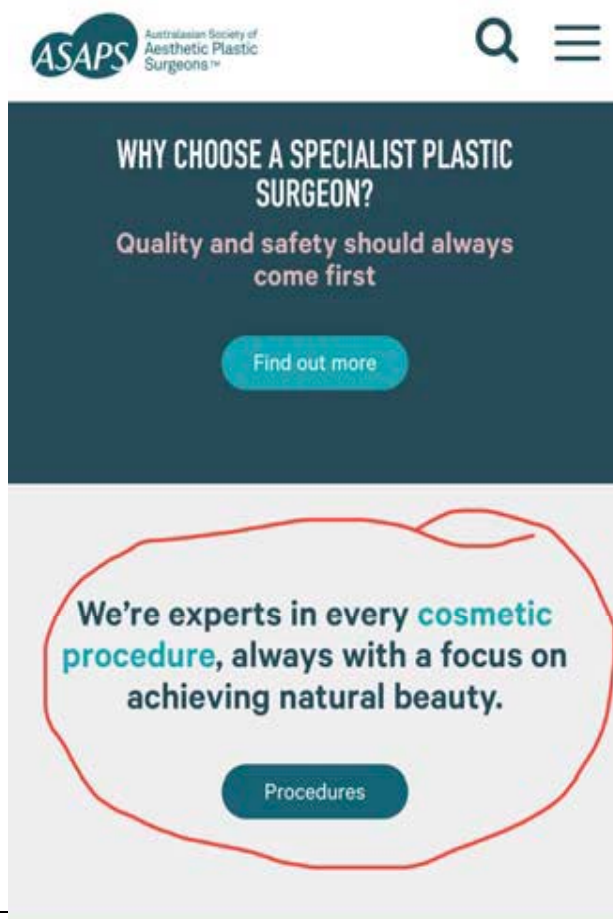 ASAPS
Australasian Society of
Aesthetic Plastic
Surgeons™
WHY CHOOSE A SPECIALIST PLASTIC
SURGEON?
Quality and safety should always
come first
Find out more
We're experts in every cosmetic
procedure, always with a focus on
achieving natural beauty.
Procedures